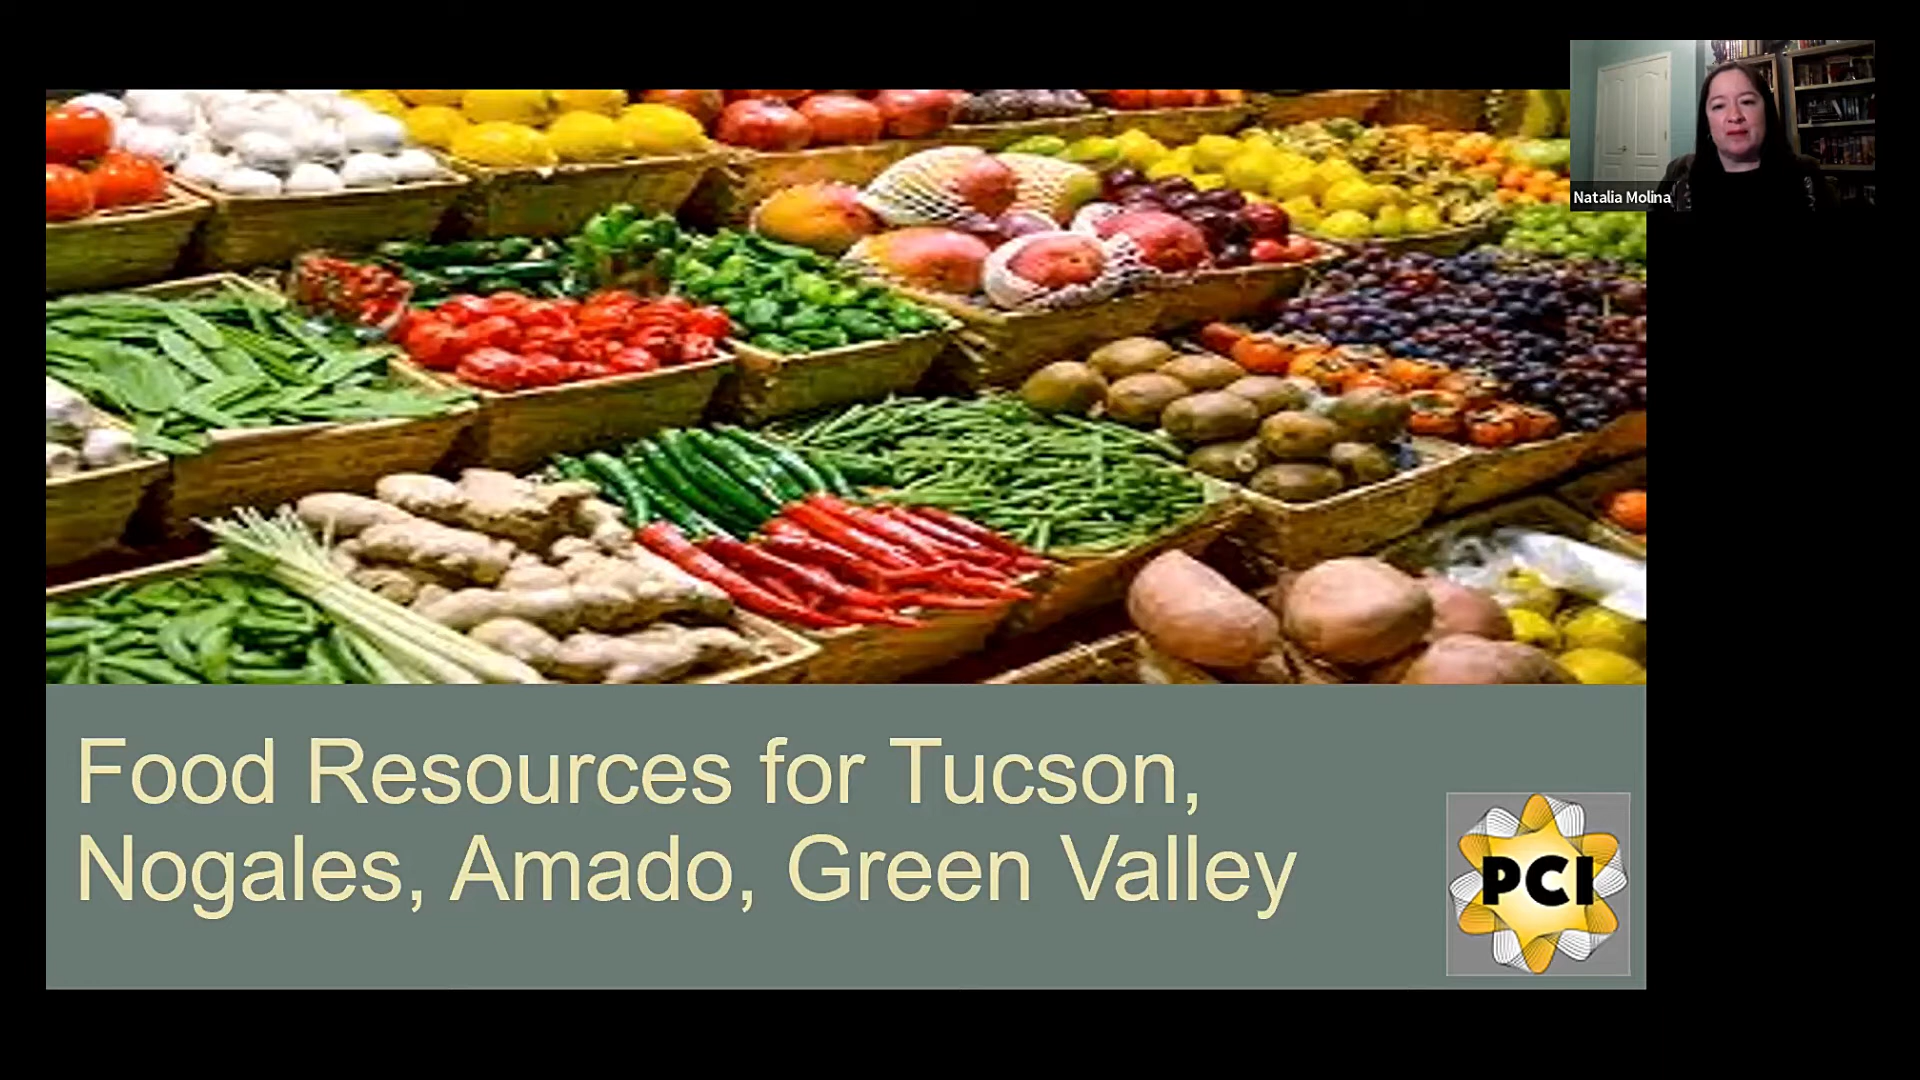 Natalia Molina
Food Resources for Tucson,
Nogales, Amado, Green Valley
PCI